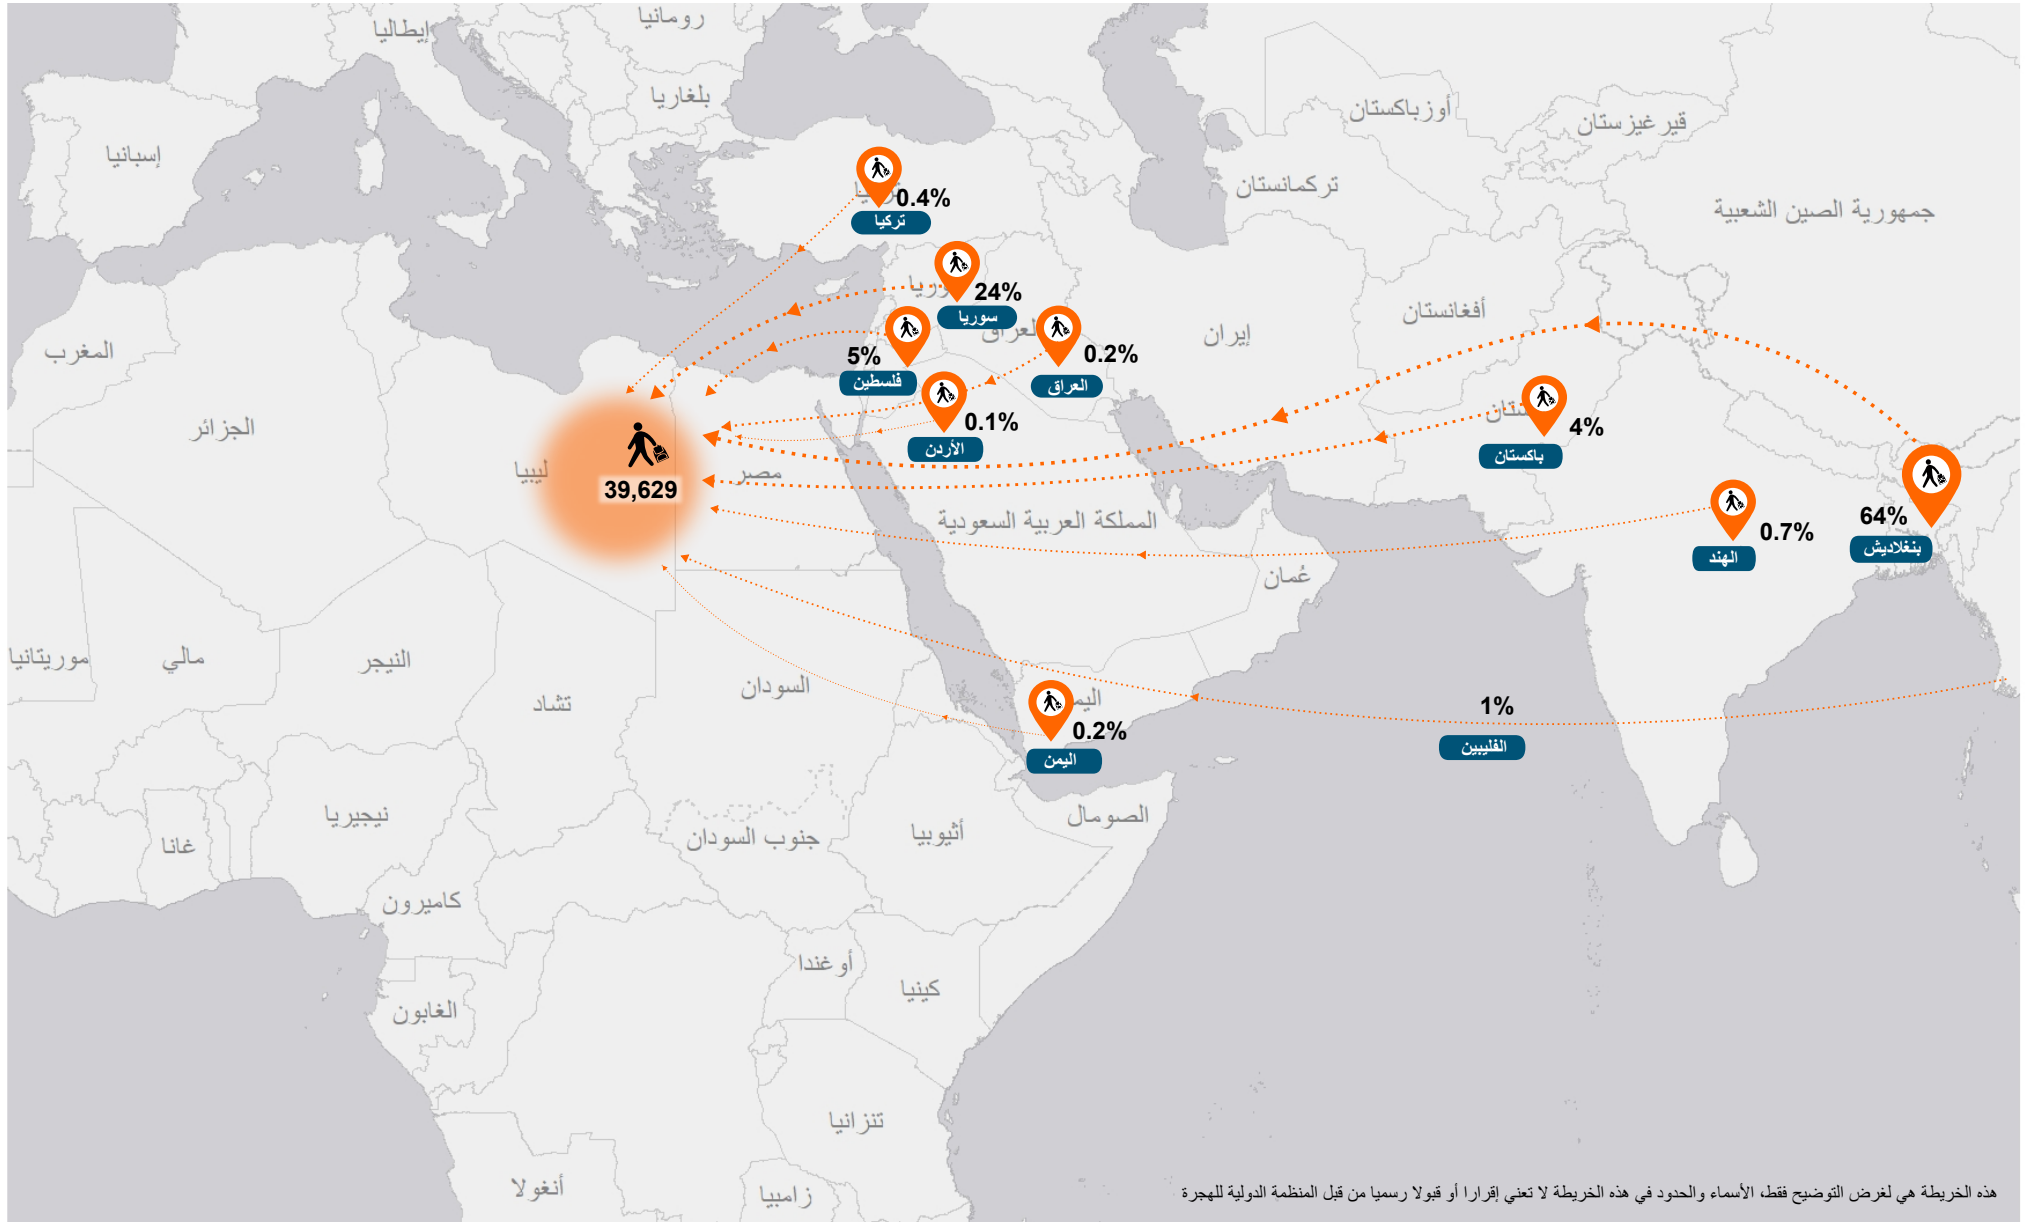 رومانيا
إيطاليا
بلغاريا
أوزباكستان
قيرغيزستان
إسبانيا
تركمانستان
جمهورية الصين الشعبية
0.4%
تركيا
24%
سوريا
أفغانستان
إيران
المغرب
5%
فلسطين
0.2%
العراق
الجزائر
0.1%
الأردن
4%
باكستان
ليبيا
39,629
مصر
المملكة العربية السعودية
0.7%
الهند
64%
بنغلاديش
عُمان
موريتانيا
مالي
النيجر
تشاد
السودان
اليمن
0.2%
1%
الفليبين
نيجيريا
غانا
جنوب السودان
أثيوبيا
الصومال
كاميرون
أوغندا
كينيا
الغابون
تنزانيا
أنغولا
زامبيا
هذه الخريطة هي لغرض التوضيح فقط، الأسماء والحدود في هذه الخريطة لا تعني إقرارا أو قبولا رسميا من قبل المنظمة الدولية للهجرة